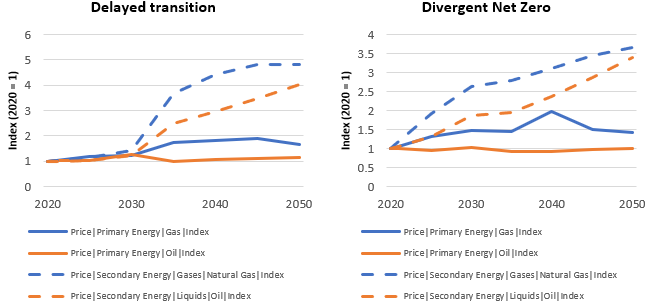 Delayed transition
Index (2020 = 1)
6
5
4
3
2
1
0
2020
2030
2040
2050
Price|Primary Energy|Gas|Index
Price|Primary Energy|Oil|Index
Price|Secondary Energy|Gases|Natural Gas|Index
Price|Secondary Energy|Liquids|Oil|Index
Divergent Net Zero
Index (2020 = 1)
4
3.5
3
2.5
2
1.5
1
0.5
0
2020
2030
2040
2050
Price|Primary Energy|Gas|Index
Price|Primary Energy|Oil|Index
Price|Secondary Energy|Gases|Natural Gas|Index
Price|Secondary Energy|Liquids|Oil|Index